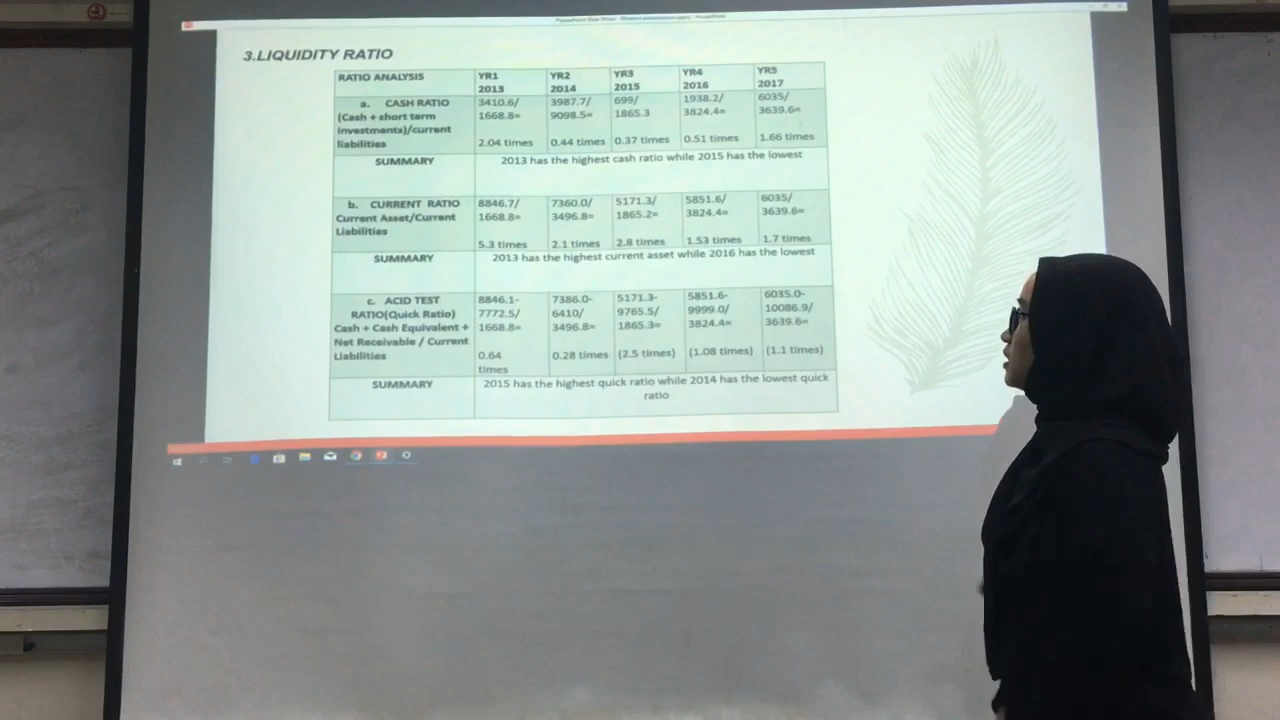 3.LIQUIDITY RATIO
RATIO ANALYSIS
YR1
2013
YR2
2014
YR3
2015
YR4
2016
YR5
2017
a. CASH RATIO
(Cash + short term
investments)/current
liabilities
3410.6/
1668.8=
2.04 times
3987.7/
9098.5=
0.44 times
699/
1865.3
0.37 times
1938.2/
3824.4=
0.51 times
6035/
3639.6=
1.66 times
SUMMARY
2013 has the highest cash ratio while 2015 has the lowest
b. CURRENT RATIO
Current Asset/Current
Liabilities
8846.7/
1668.8=
5.3 times
7360.0/
3496.8=
2.1 times
5171.3/
1865.2=
2.8 times
5851.6/
3824.4=
1.53 times
6035/
3639.6=
1.7 times
SUMMARY
2013 has the highest current asset while 2016 has the lowest
c. ACID TEST
RATIO(Quick Ratio)
Cash + Cash Equivalent +
Net Receivable / Current
Liabilities
8846.1-
7772.5/
1668.8=
0.64
times
7386.0-
6410/
3496.8=
0.28 times
5171.3-
9765.5/
1865.3=
(2.5 times)
5851.6-
9999.0/
3824.4=
(1.08 times)
6035.0-
10086.9/
3639.6=
(1.1 times)
SUMMARY
2015 has the highest quick ratio while 2014 has the lowest quick
ratio